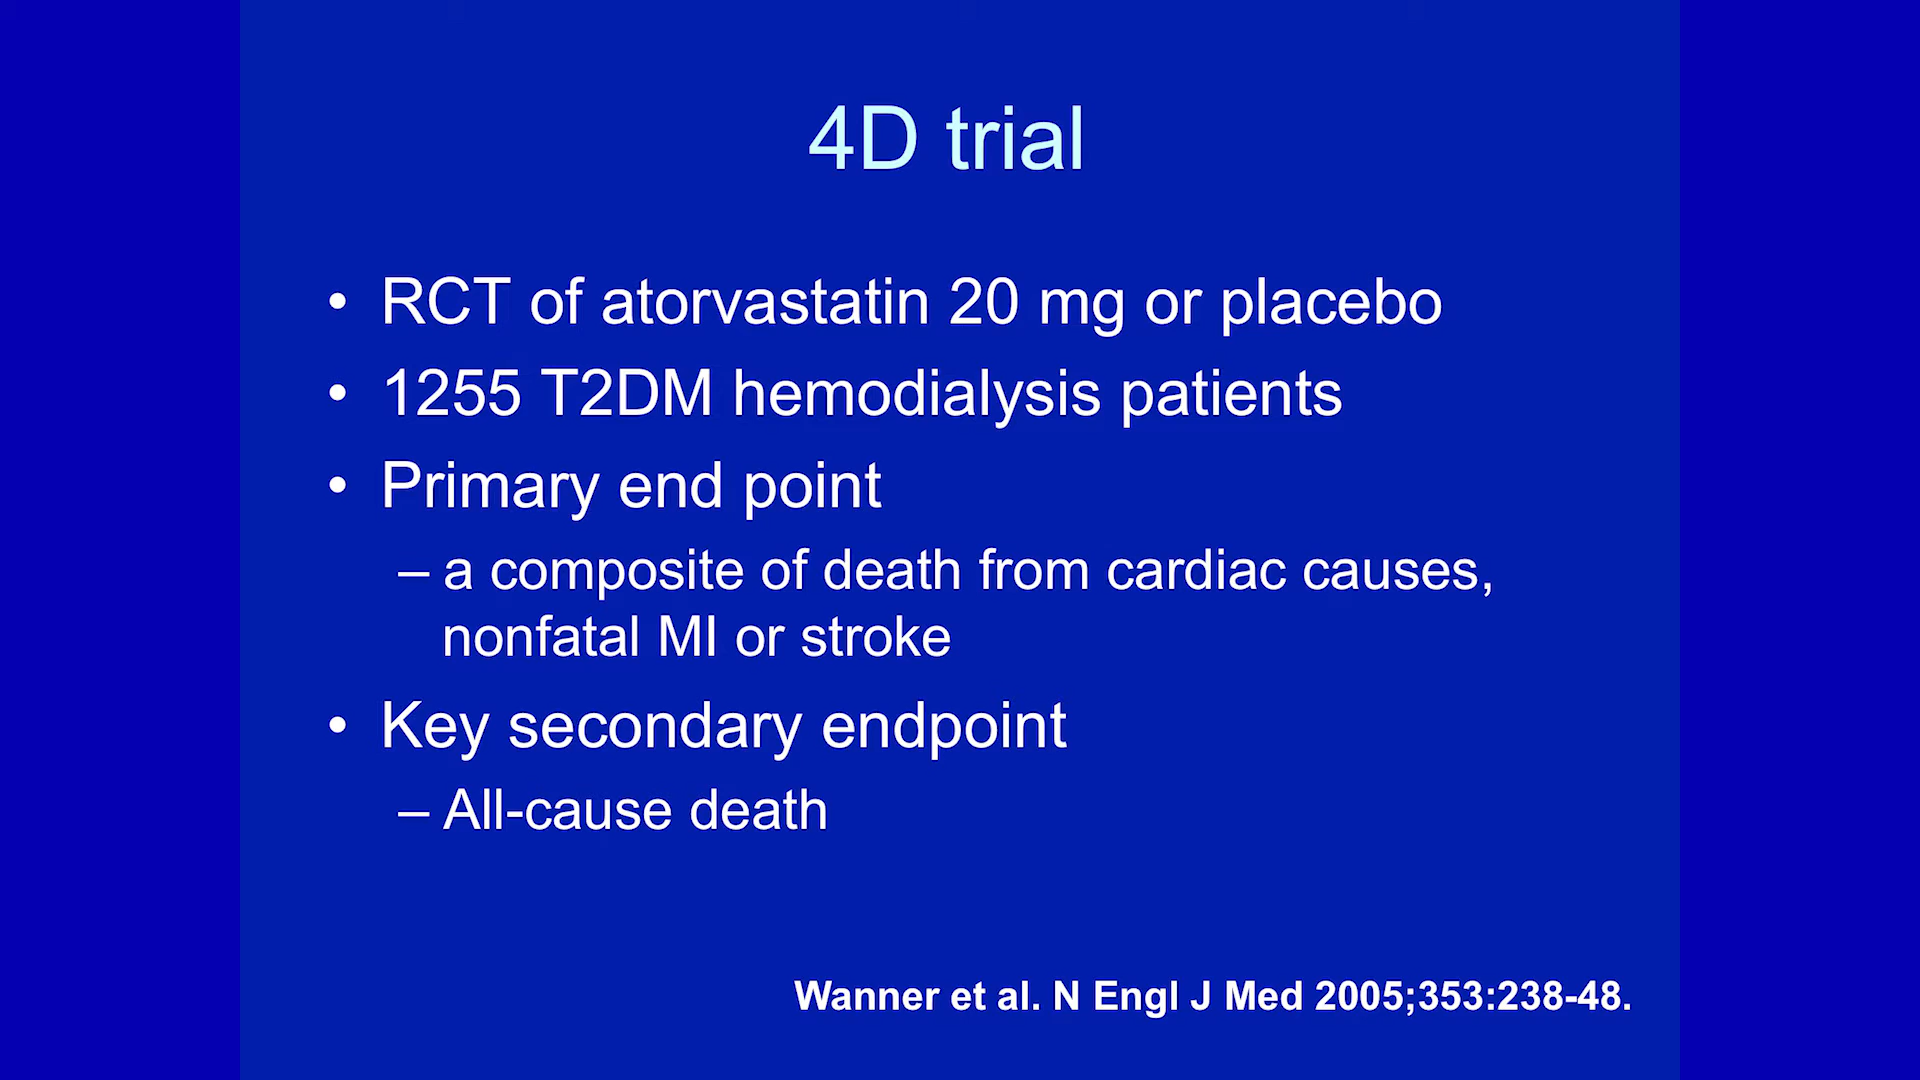 4D trial
• RCT of atorvastatin 20 mg or placebo
• 1255 T2DM hemodialysis patients
• Primary end point
– a composite of death from cardiac causes,
nonfatal MI or stroke
• Key secondary endpoint
– All-cause death
Wanner et al. N Engl J Med 2005;353:238-48.